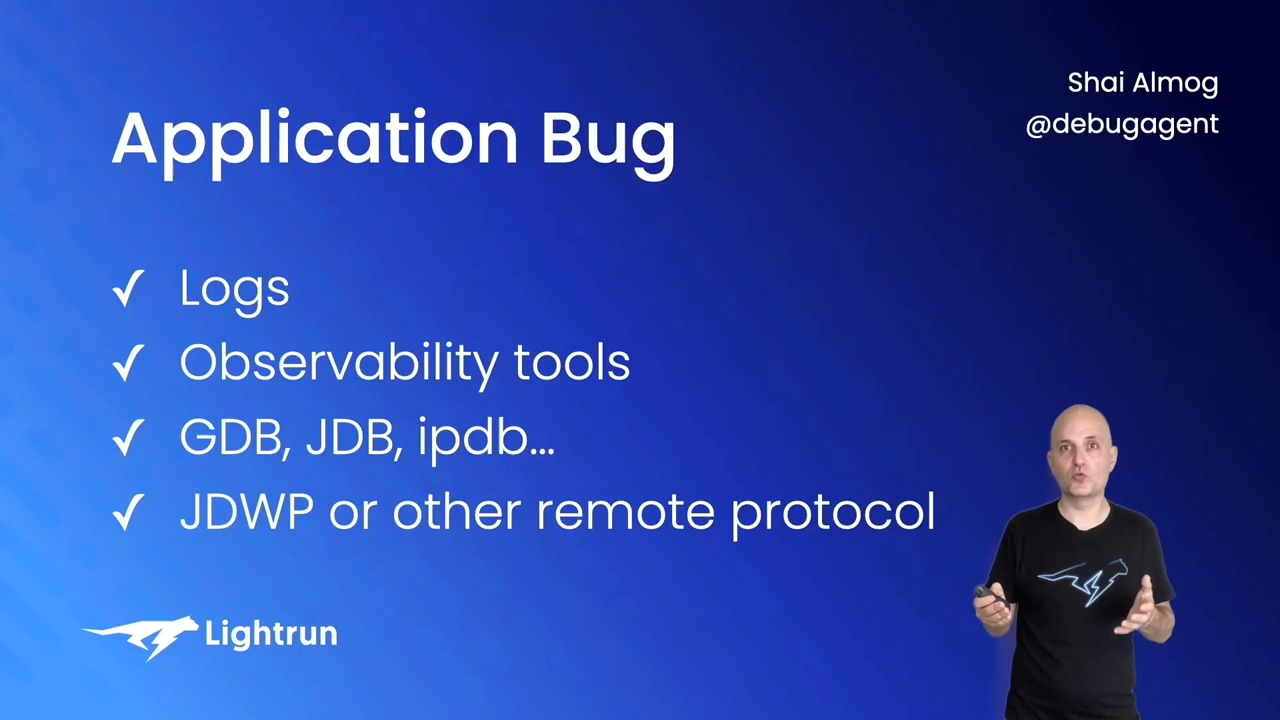 Shai Almog
@debugagent
Application Bug
✓ Logs
✓ Observability tools
✓ GDB, JDB, ipdb...
✓ JDWP or other remote protocol
Lightrun